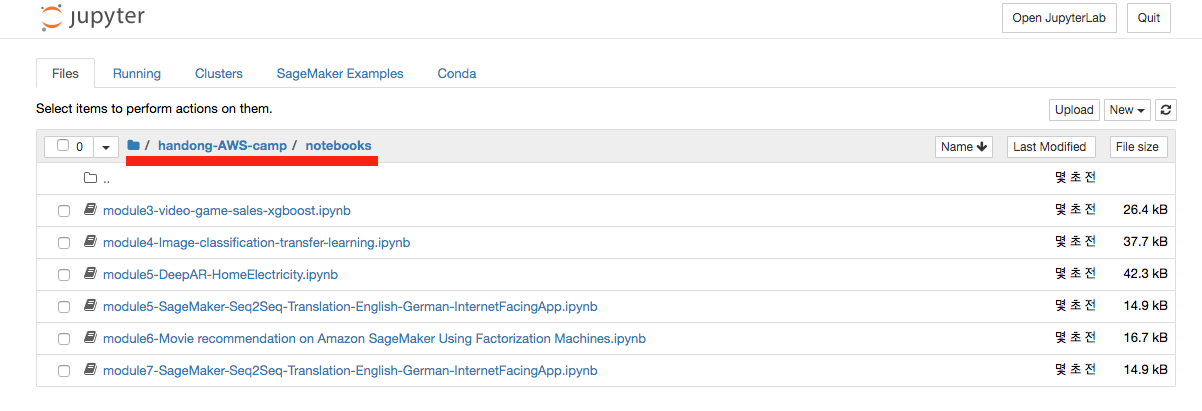 jupyter Open JupyterLab Quit
Files Running Clusters SageMaker Examples Conda
Select items to perform actions on them. Upload New
0 / handong-AWS-camp / notebooks Name Last Modified File size
.. 몇 초 전
module3-video-game-sales-xgboost.ipynb 몇 초 전 26.4 kB
module4-Image-classification-transfer-learning.ipynb 몇 초 전 37.7 kB
module5-DeepAR-HomeElectricity.ipynb 몇 초 전 42.3 kB
module5-SageMaker-Seq2Seq-Translation-English-German-InternetFacingApp.ipynb 몇 초 전 14.9 kB
module6-Movie recommendation on Amazon SageMaker Using Factorization Machines.ipynb 몇 초 전 16.7 kB
module7-SageMaker-Seq2Seq-Translation-English-German-InternetFacingApp.ipynb 몇 초 전 14.9 kB